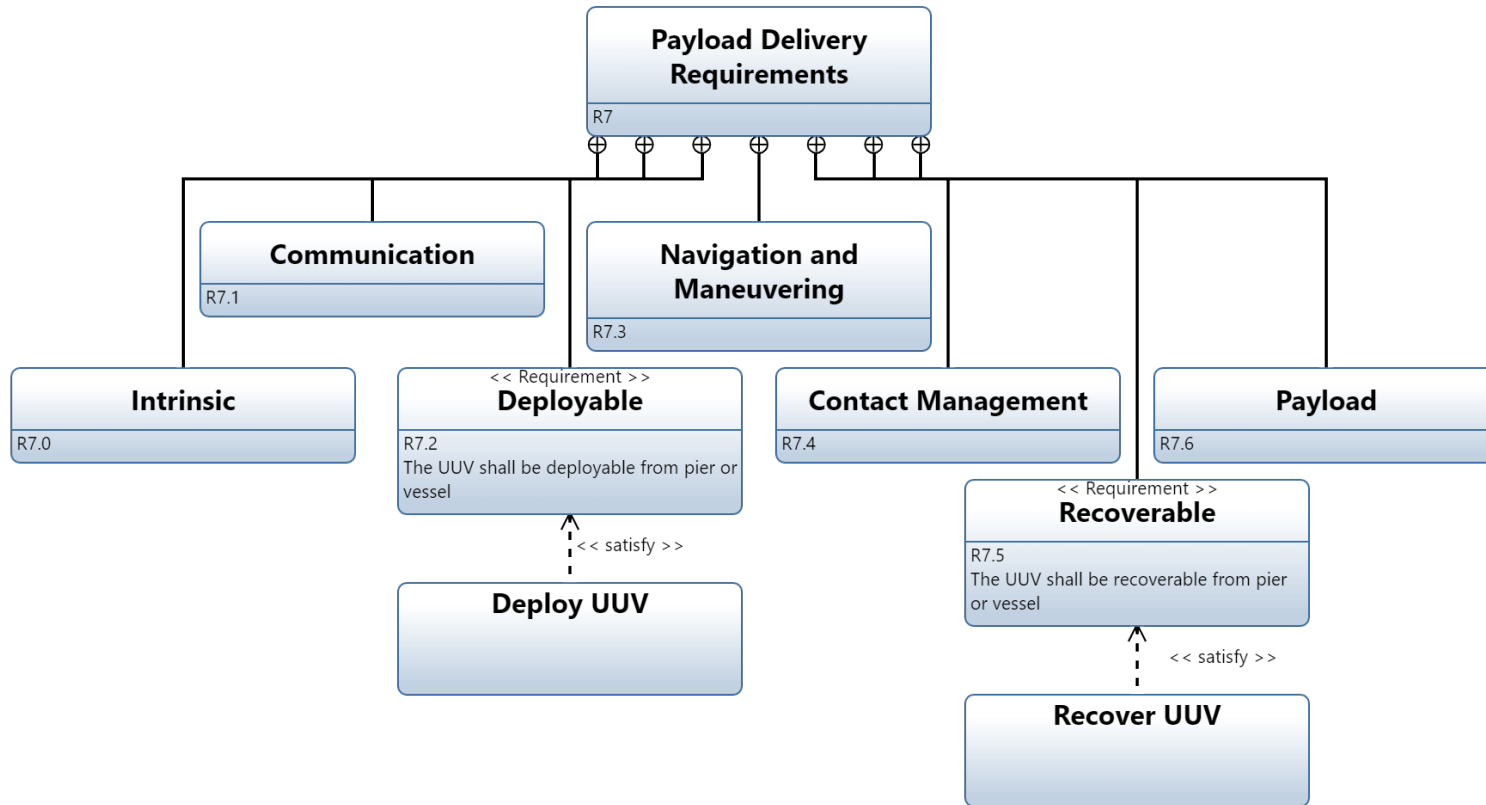 Payload Delivery
Requirements
R7
Communication
R7.1
Navigation and
Maneuvering
R7.3
Intrinsic
R7.0
<< Requirement >>
Deployable
R7.2
The UUV shall be deployable from pier or
vessel
Contact Management
R7.4
Payload
R7.6
<< Requirement >>
Recoverable
R7.5
The UUV shall be recoverable from pier
or vessel
<< satisfy >>
Deploy UUV
<< satisfy >>
Recover UUV